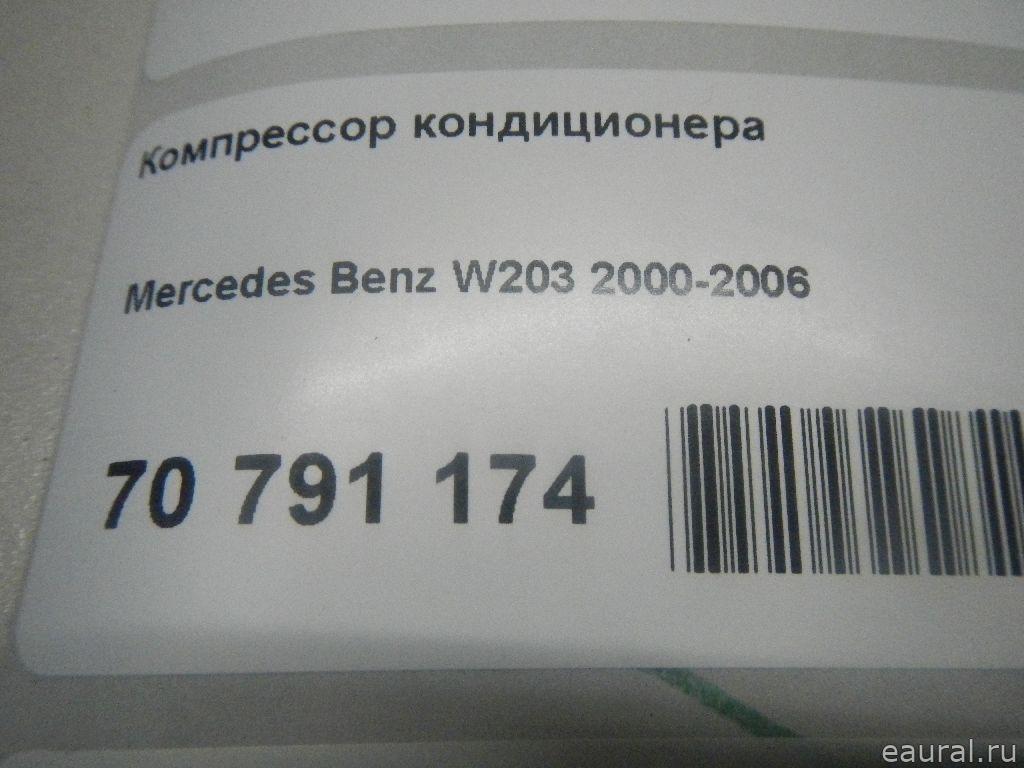 Компрессор кондиционера
Mercedes Benz W203 2000-2006
70 791 174
eaural.ru